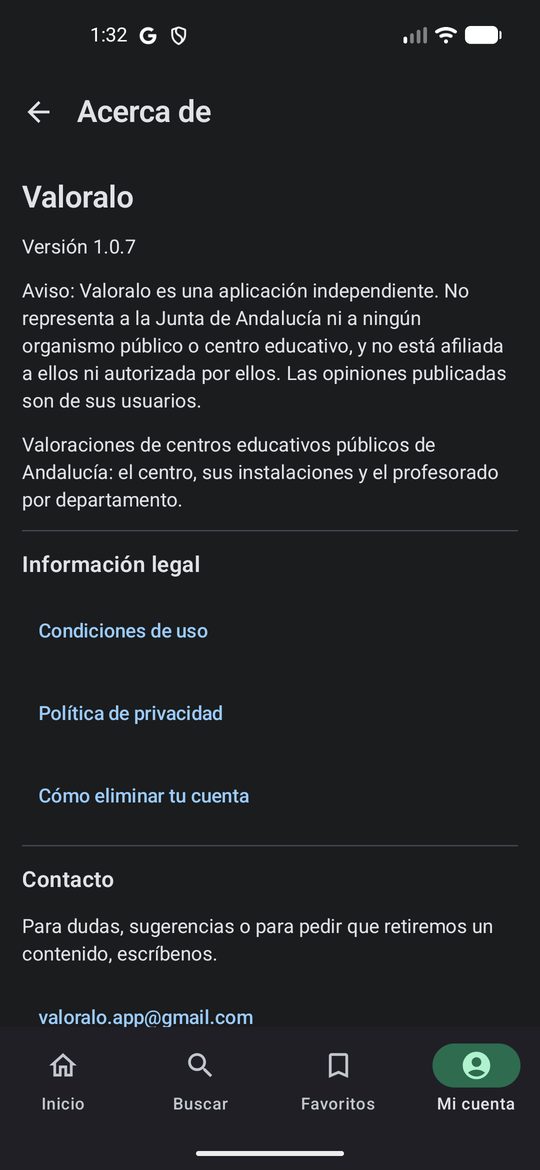 1:32
Acerca de
Valoralo
Versión 1.0.7
Aviso: Valoralo es una aplicación independiente. No
representa a la Junta de Andalucía ni a ningún
organismo público o centro educativo, y no está afiliada
a ellos ni autorizada por ellos. Las opiniones publicadas
son de sus usuarios.
Valoraciones de centros educativos públicos de
Andalucía: el centro, sus instalaciones y el profesorado
por departamento.
Información legal
Condiciones de uso
Política de privacidad
Cómo eliminar tu cuenta
Contacto
Para dudas, sugerencias o para pedir que retiremos un
contenido, escríbenos.
valoralo.app@gmail.com
Inicio Buscar Favoritos Mi cuenta